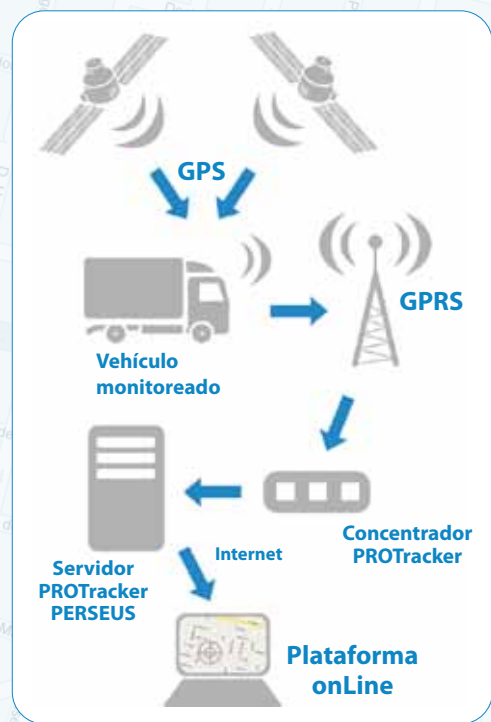 GPS
GPRS
Vehículo
monitoreado
Concentrador
PROTracker
Servidor
PROTracker
PERSEUS
Internet
Plataforma
onLine